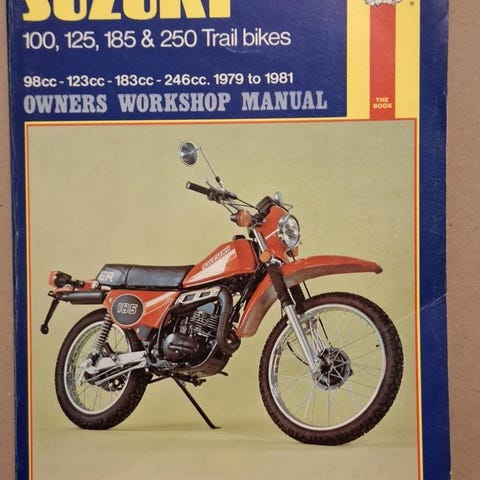 SUZUKI
100, 125, 185 & 250 Trail bikes
98cc - 123cc - 183cc - 246cc. 1979 to 1981
OWNERS WORKSHOP MANUAL
THE
BOOK
®
SUZUKI
ER
185